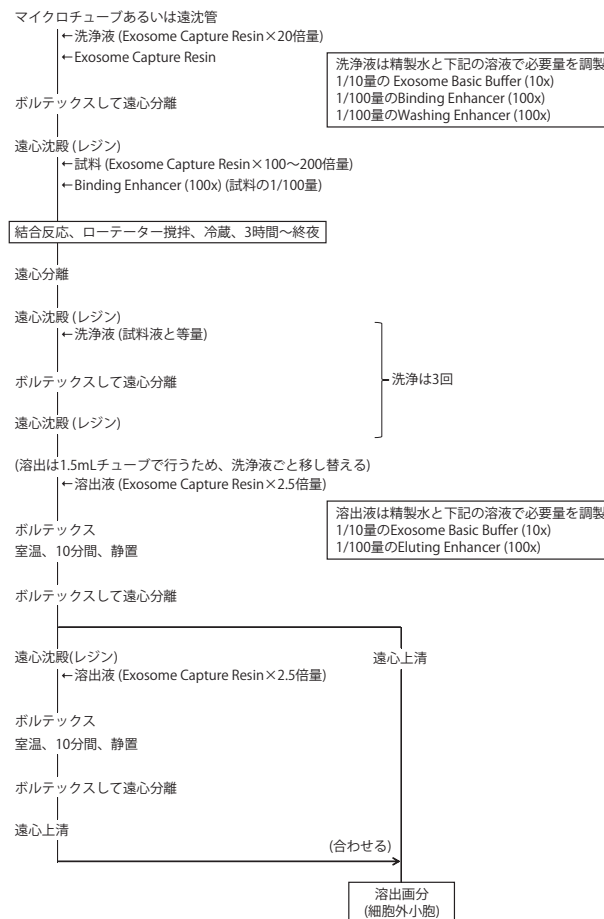 マイクロチューブあるいは遠沈管
←洗浄液 (Exosome Capture Resin×20倍量)
←Exosome Capture Resin
洗浄液は精製水と下記の溶液で必要量を調製
1/10量の Exosome Basic Buffer (10x)
1/100量のBinding Enhancer (100x)
1/100量のWashing Enhancer (100x)
ボルテックスして遠心分離
遠心沈殿 (レジン)
←試料 (Exosome Capture Resin×100～200倍量)
←Binding Enhancer (100x) (試料の1/100量)
結合反応、ローテーター撹拌、冷蔵、3時間～終夜
遠心分離
遠心沈殿 (レジン)
←洗浄液 (試料液と等量)
ボルテックスして遠心分離
洗浄は3回
遠心沈殿 (レジン)
(溶出は1.5mLチューブで行うため、洗浄液ごと移し替える)
←溶出液 (Exosome Capture Resin×2.5倍量)
溶出液は精製水と下記の溶液で必要量を調製
1/10量のExosome Basic Buffer (10x)
1/100量のEluting Enhancer (100x)
ボルテックス
室温、10分間、静置
ボルテックスして遠心分離
遠心沈殿(レジン)
遠心上清
←溶出液 (Exosome Capture Resin×2.5倍量)
ボルテックス
室温、10分間、静置
ボルテックスして遠心分離
遠心上清
(合わせる)
溶出画分
(細胞外小胞)